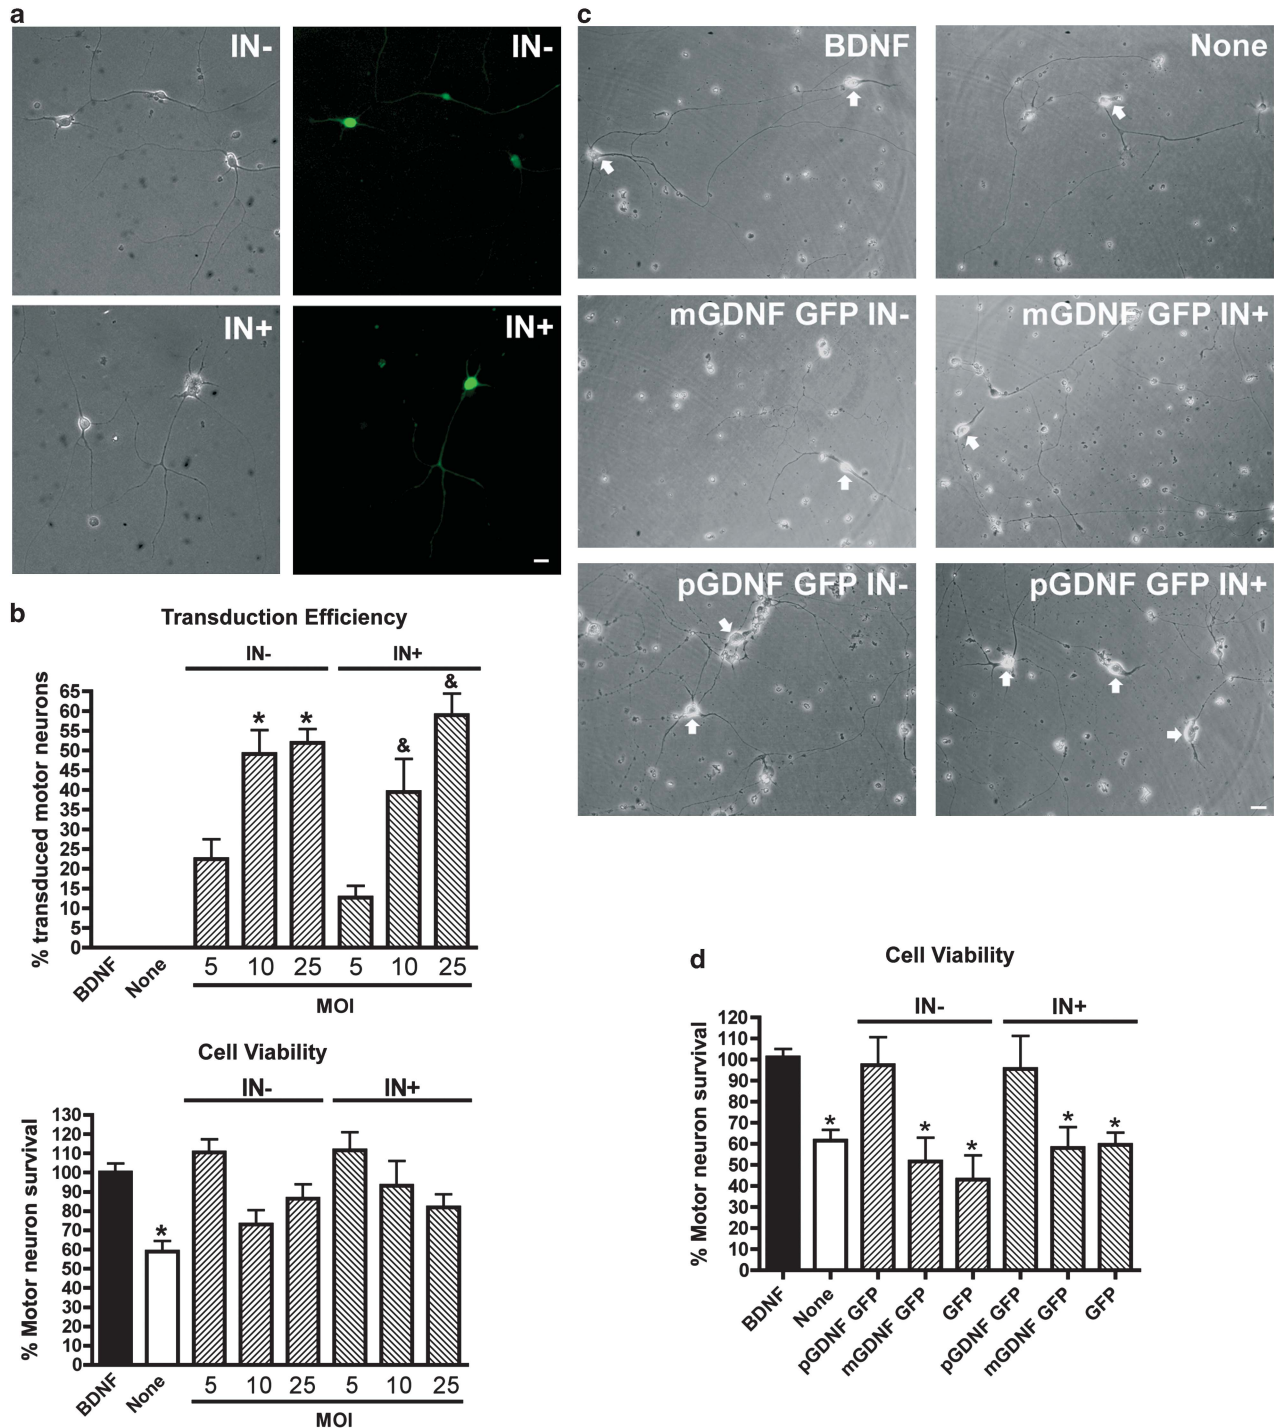 a
IN-
IN-
IN+
IN+
b
Transduction Efficiency
IN-
IN+
% transduced motor neurons
65
60
55
50
45
40
35
30
25
20
15
10
5
0
*
*
&
&
BDNF
None
5
10
25
5
10
25
MOI
Cell Viability
IN-
IN+
% Motor neuron survival
130
120
110
100
90
80
70
60
50
40
30
20
10
0
*
BDNF
None
5
10
25
5
10
25
MOI
c
BDNF
None
mGDNF GFP IN-
mGDNF GFP IN+
pGDNF GFP IN-
pGDNF GFP IN+
d
Cell Viability
IN-
IN+
% Motor neuron survival
120
110
100
90
80
70
60
50
40
30
20
10
0
*
*
*
*
*
BDNF
None
pGDNF GFP
mGDNF GFP
GFP
pGDNF GFP
mGDNF GFP
GFP